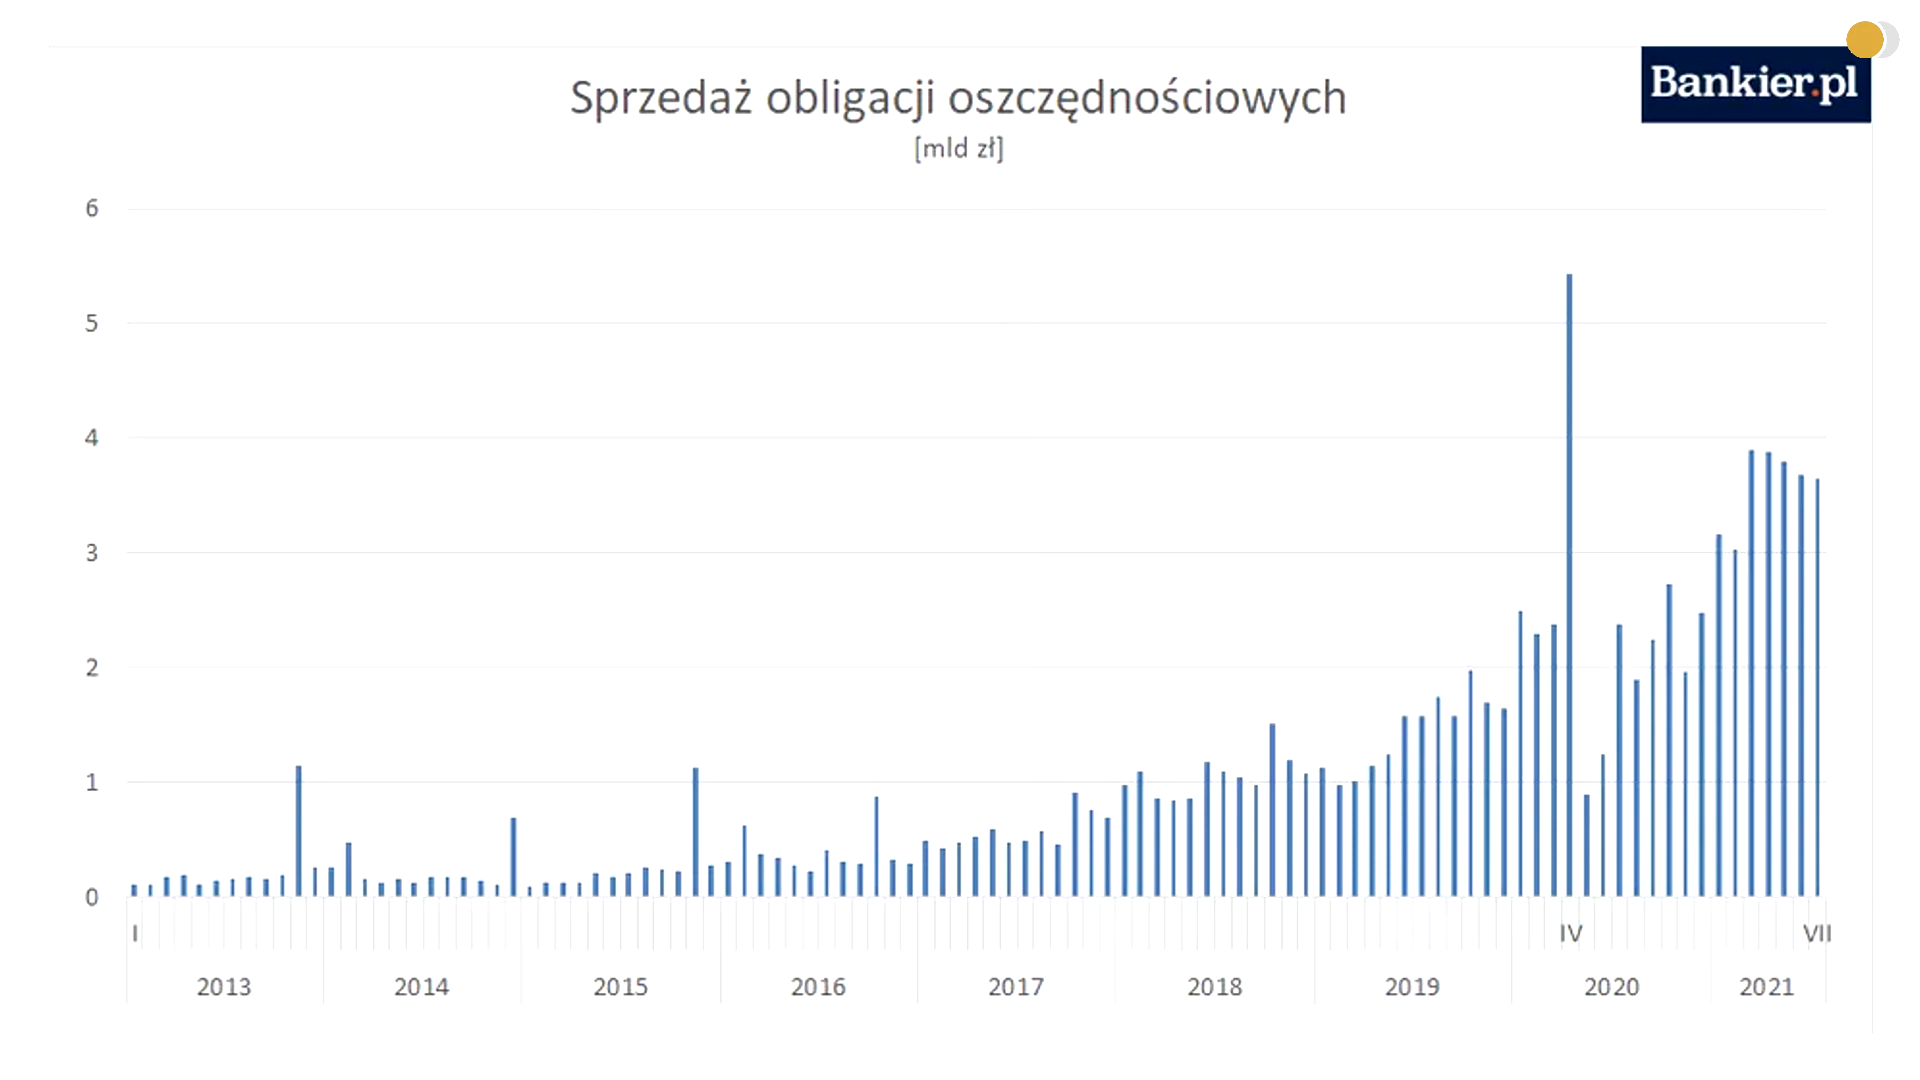 Bankier.pl
Sprzedaż obligacji oszczędnościowych
[mld zł]
6
5
4
3
2
1
0
I IV VII
2013 2014 2015 2016 2017 2018 2019 2020 2021